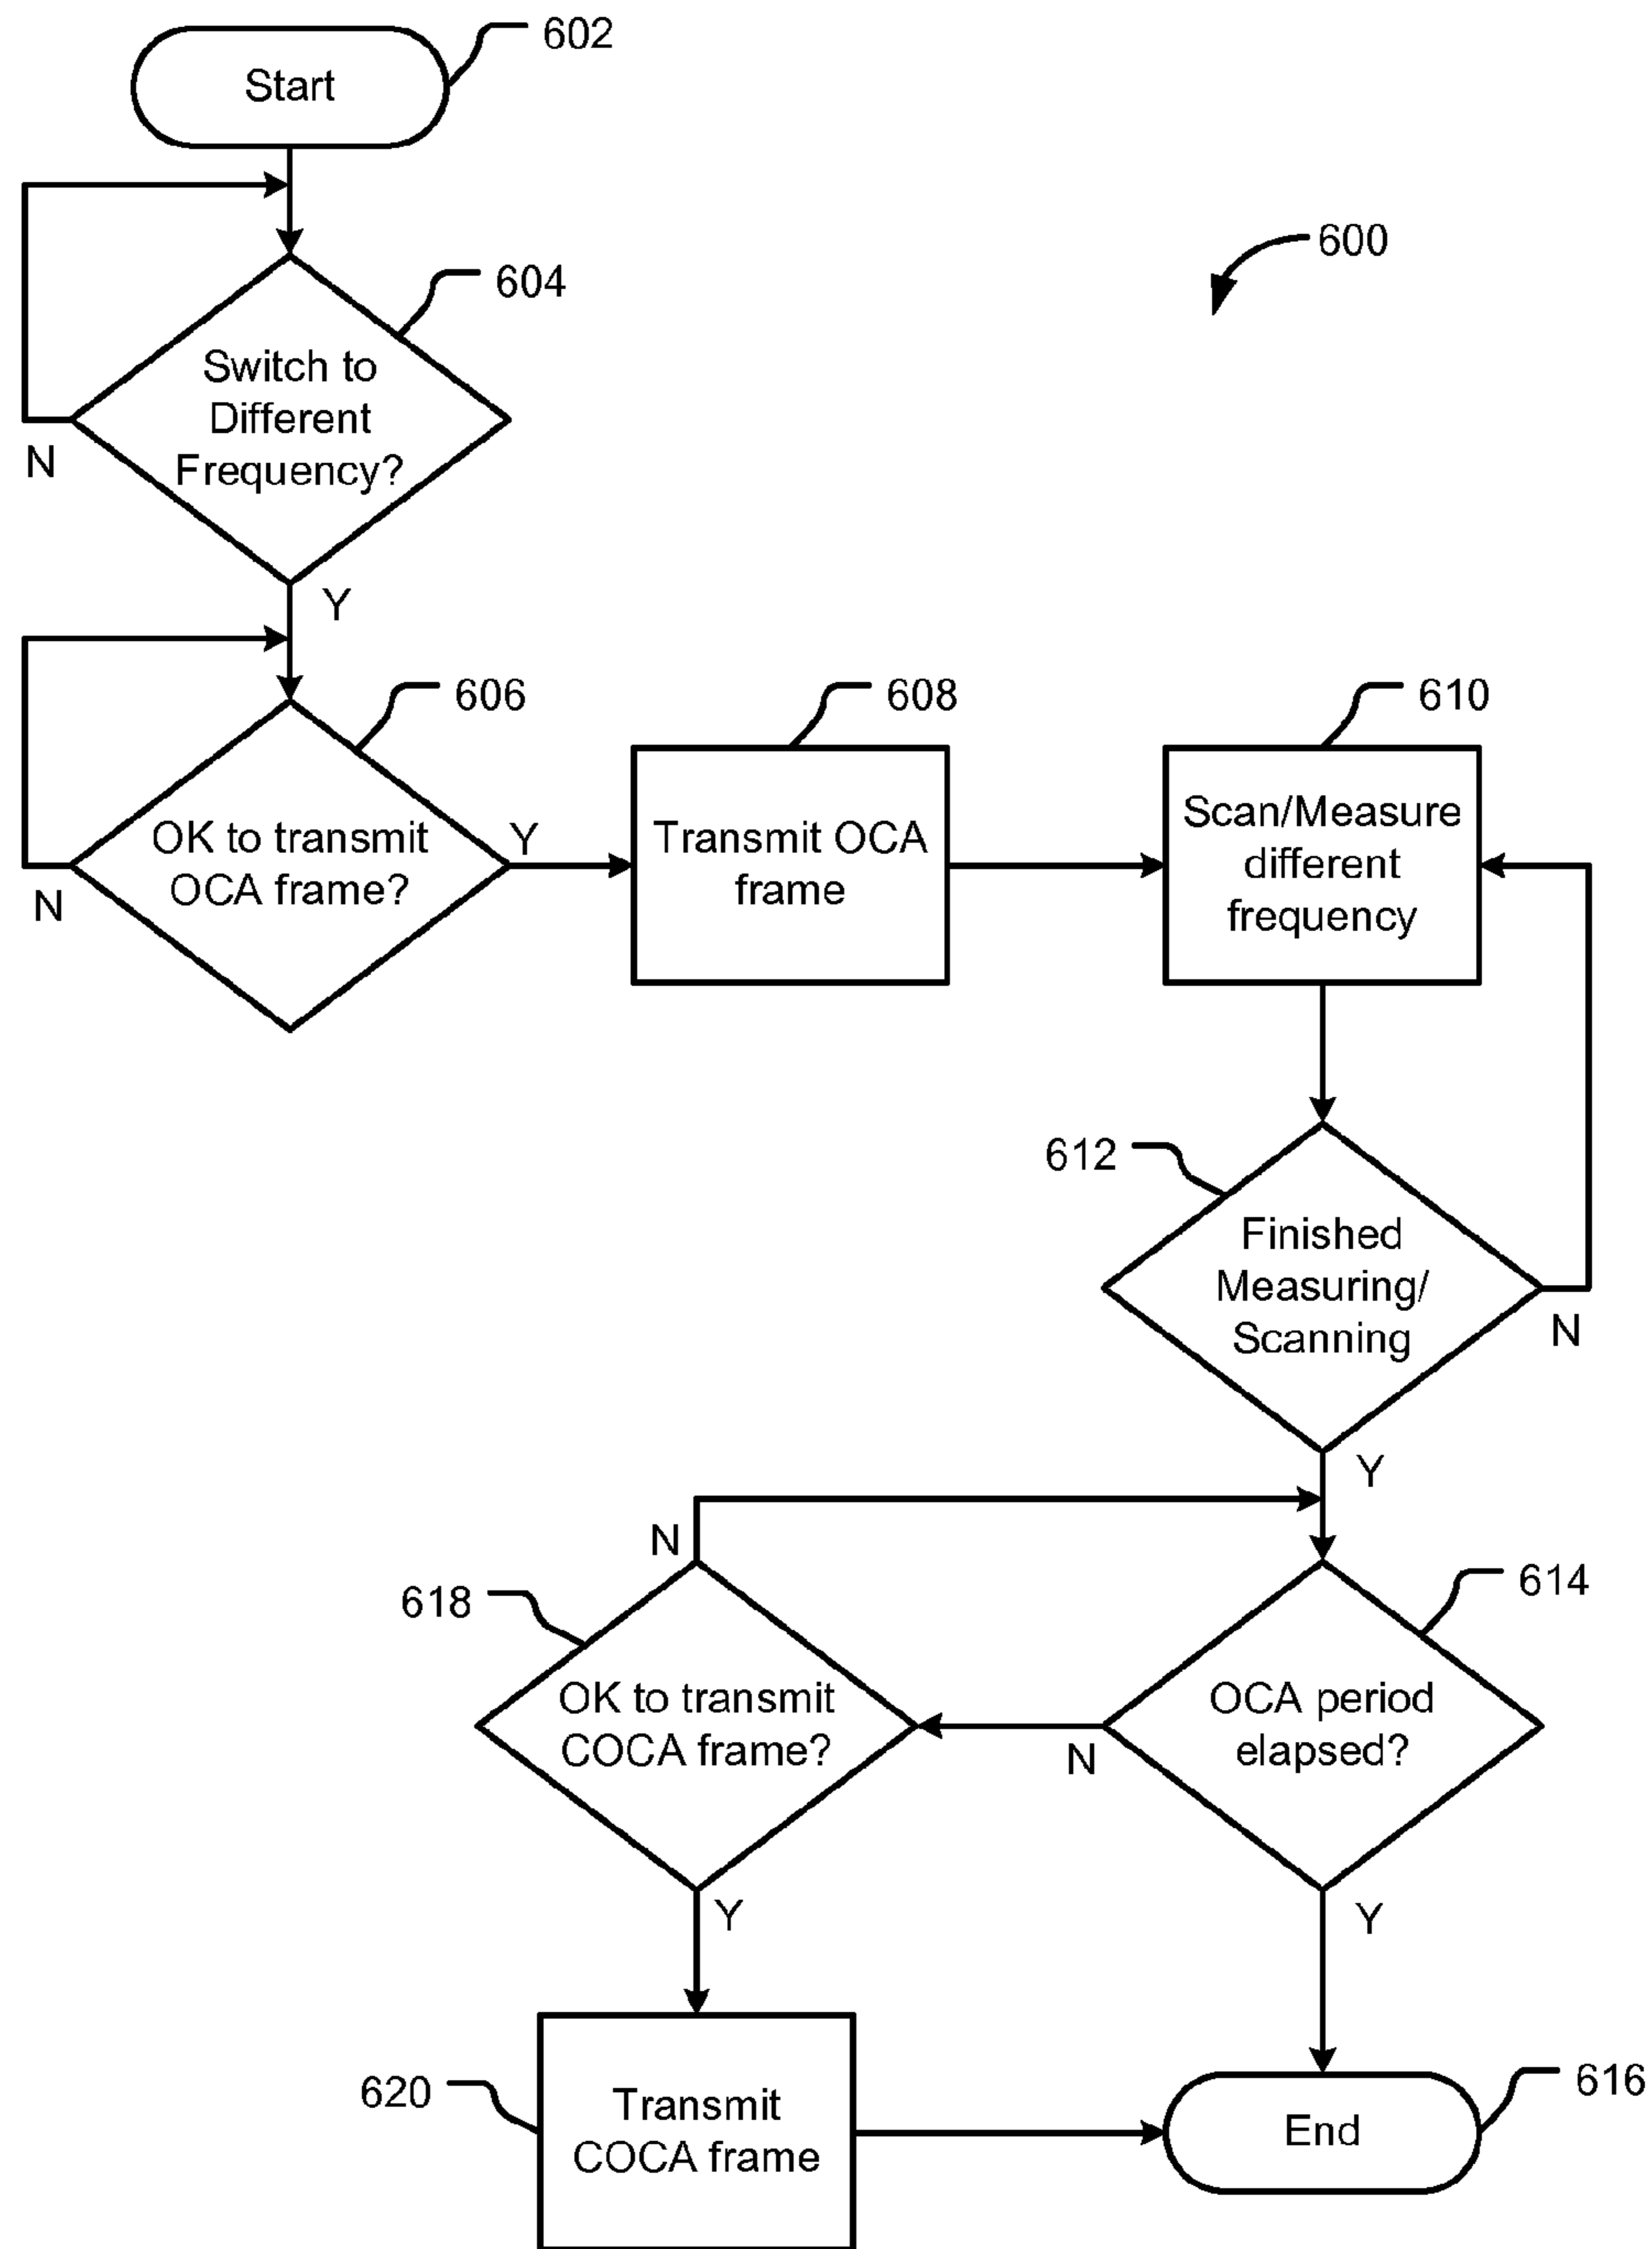 602
Start
600
604
Switch to
Different
Frequency?
N
Y
606
OK to transmit
OCA frame?
N
Y
608
Transmit OCA
frame
610
Scan/Measure
different
frequency
612
Finished
Measuring/
Scanning
N
Y
614
OCA period
elapsed?
N
Y
618
OK to transmit
COCA frame?
N
Y
620
Transmit
COCA frame
616
End